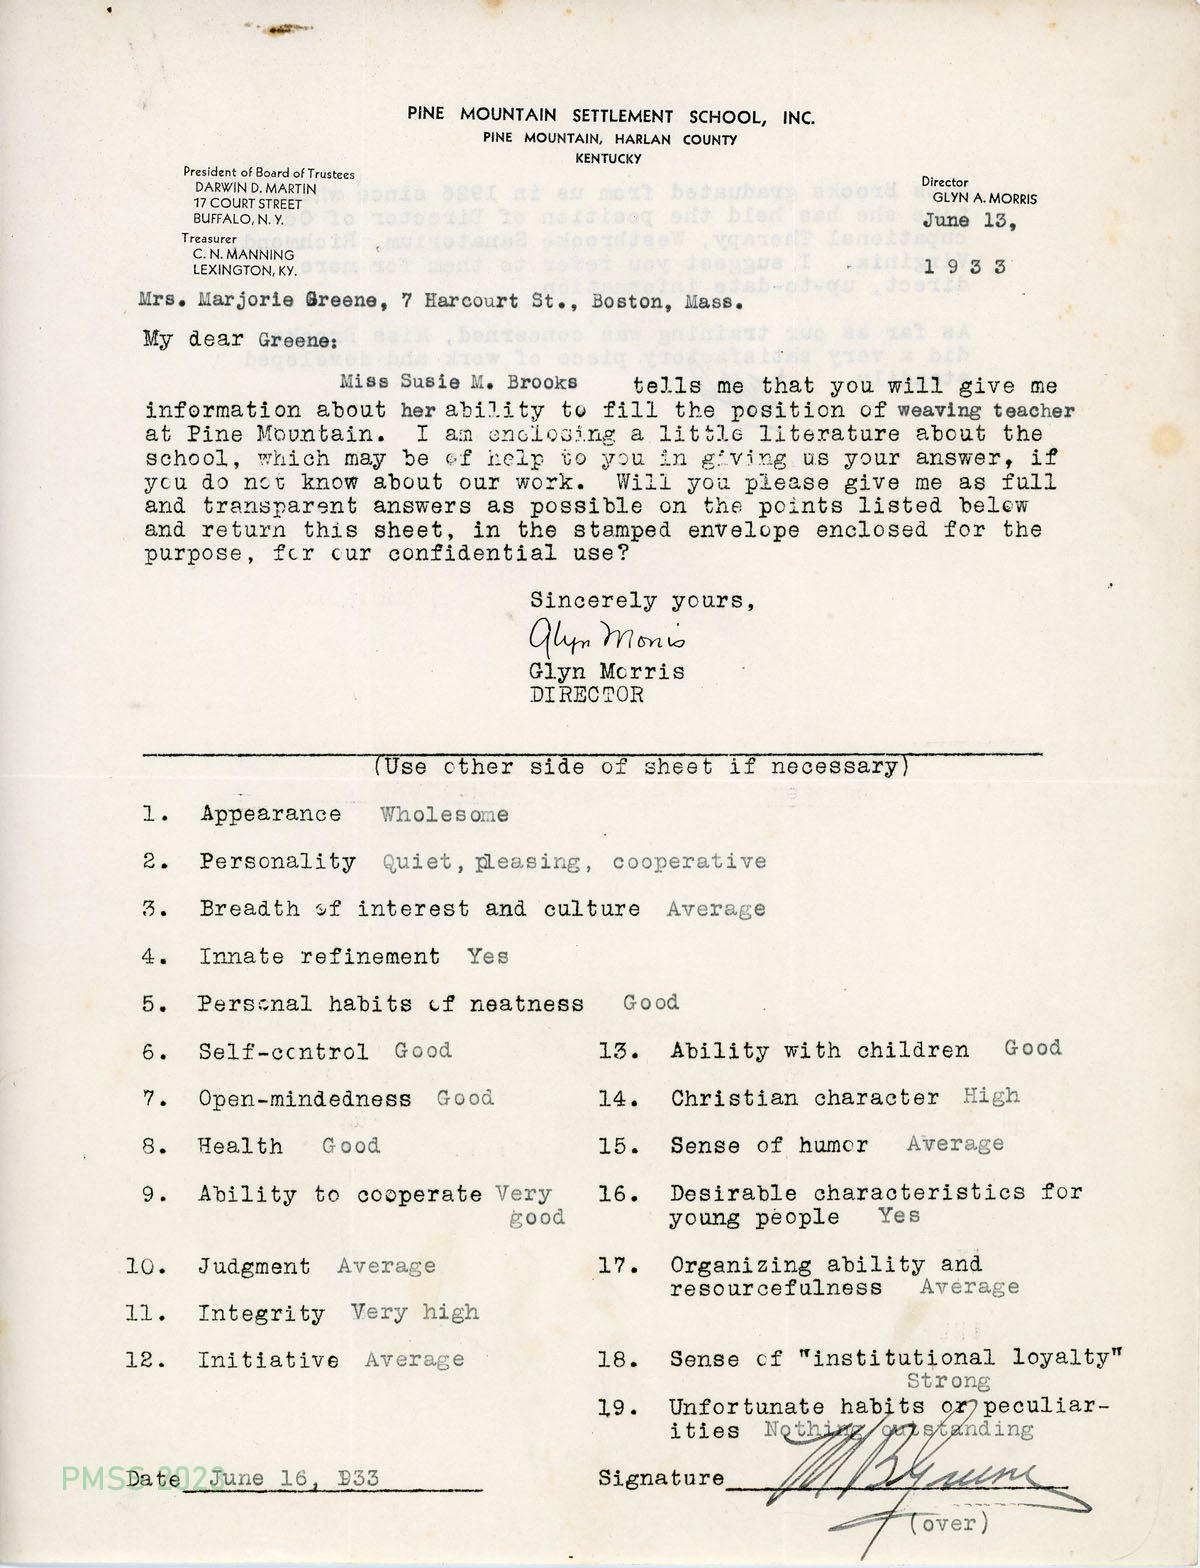 PINE MOUNTAIN SETTLEMENT SCHOOL, INC.
PINE MOUNTAIN, HARLAN COUNTY
KENTUCKY
President of Board of Trustees
DARWIN D. MARTIN
17 COURT STREET
BUFFALO, N. Y.
Treasurer
C. N. MANNING
LEXINGTON, KY.
Director
GLYN A. MORRIS
June 13,
1933
Mrs. Marjorie Greene, 7 Harcourt St., Boston, Mass.
My dear Greene:
Miss Susie M. Brooks tells me that you will give me
information about her ability to fill the position of weaving teacher
at Pine Mountain. I am enclosing a little literature about the
school, which may be of help to you in giving us your answer, if
you do not know about our work. Will you please give me as full
and transparent answers as possible on the points listed below
and return this sheet, in the stamped envelope enclosed for the
purpose, for our confidential use?
Sincerely yours,
Glyn Morris
Glyn Morris
DIRECTOR
(Use other side of sheet if necessary)
1. Appearance Wholesome
2. Personality Quiet, pleasing, cooperative
3. Breadth of interest and culture Average
4. Innate refinement Yes
5. Personal habits of neatness Good
6. Self-control Good
7. Open-mindedness Good
8. Health Good
9. Ability to cooperate Very
good
10. Judgment Average
11. Integrity Very high
12. Initiative Average
13. Ability with children Good
14. Christian character High
15. Sense of humor Average
16. Desirable characteristics for
young people Yes
17. Organizing ability and
resourcefulness Average
18. Sense of "institutional loyalty"
Strong
19. Unfortunate habits or peculiar-
ities Nothing outstanding
Date June 16, 1933
Signature M B Greene
(over)
PMSS 2023